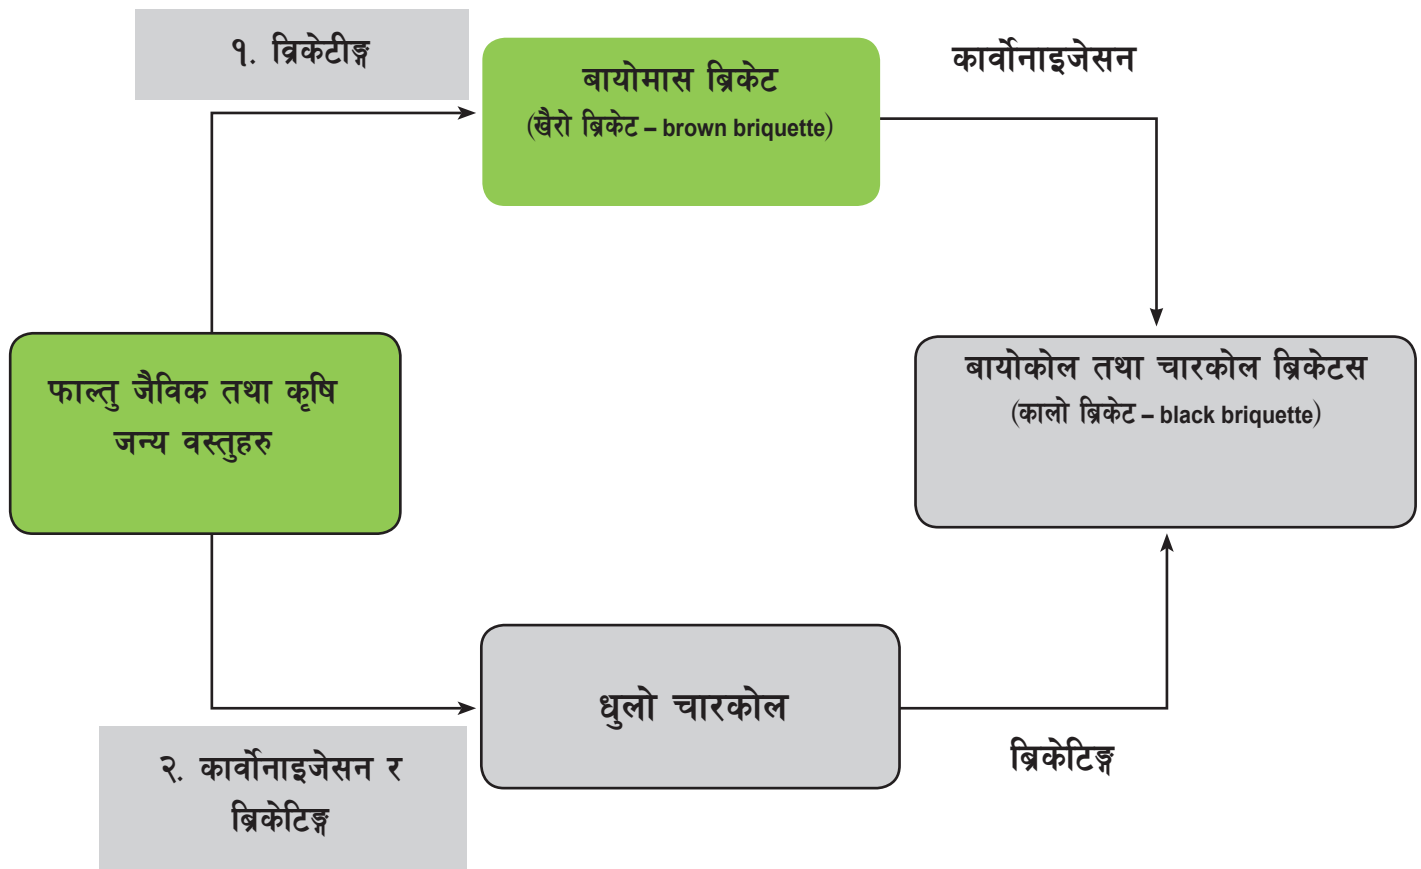 १. व्रिकेटीङ्ग
बायोमास ब्रिकेट
(खैरो ब्रिकेट – brown briquette)
कार्वोनाइजेसन
फाल्तु जैविक तथा कृषि
जन्य वस्तुहरु
बायोकोल तथा चारकोल ब्रिकेटस
(कालो ब्रिकेट – black briquette)
धुलो चारकोल
२. कार्वोनाइजेसन र
ब्रिकेटिङ्ग
ब्रिकेटिङ्ग